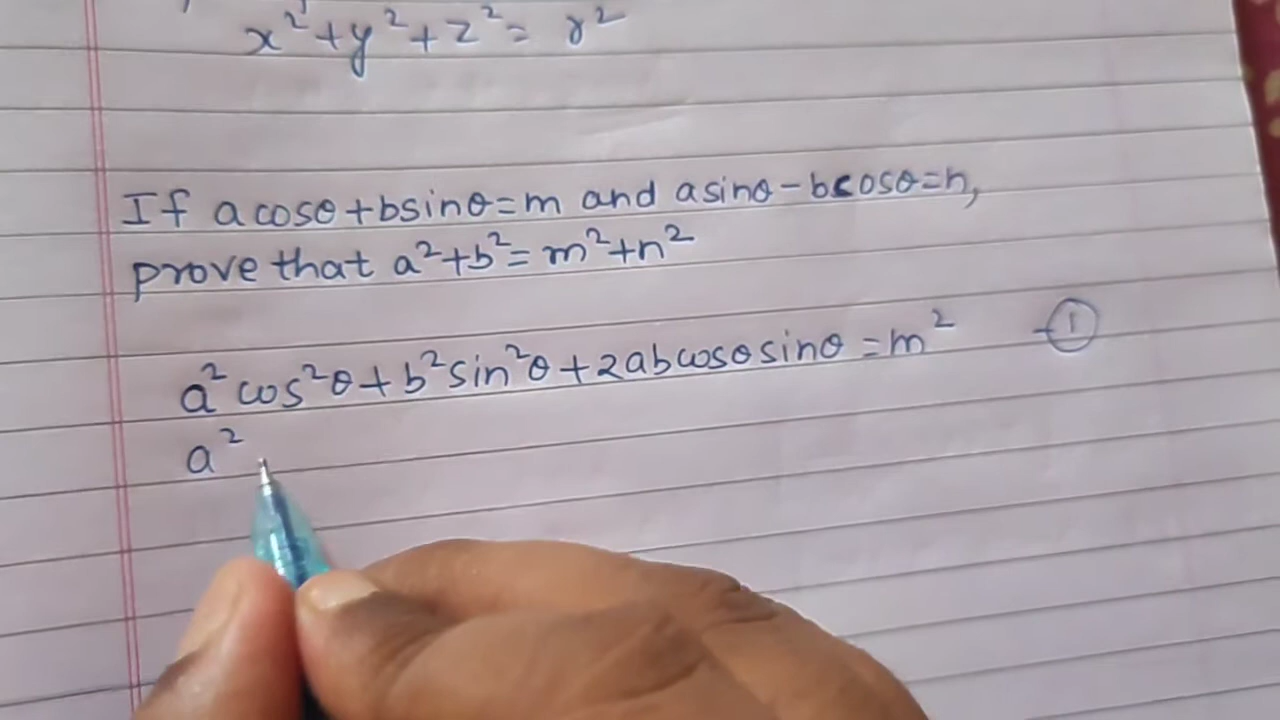 x²+y²+z²= r²
If acosθ+bsinθ=m and asinθ-bcosθ=n,
prove that a²+b²= m²+n²
a²cos²θ+b²sin²θ+2abcosθsinθ=m² -①
a²